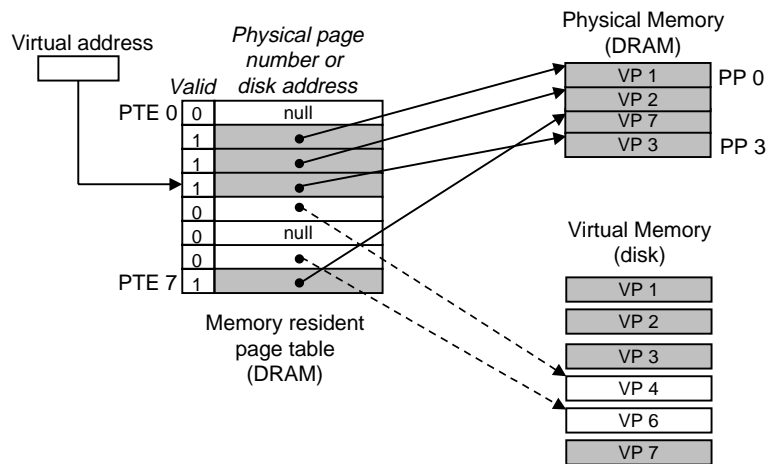 Virtual address
Physical page
number or
disk address
Valid
PTE 0
0
null
1
1
1
0
0
null
0
PTE 7
1
Memory resident
page table
(DRAM)
Physical Memory
(DRAM)
VP 1
PP 0
VP 2
VP 7
VP 3
PP 3
Virtual Memory
(disk)
VP 1
VP 2
VP 3
VP 4
VP 6
VP 7